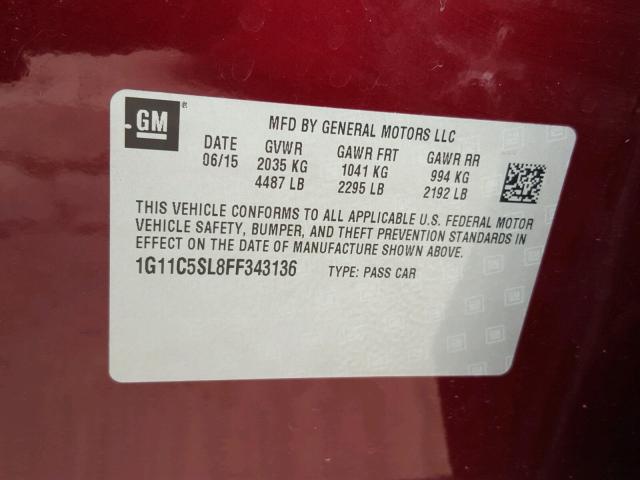 GM
MFD BY GENERAL MOTORS LLC
DATE GVWR GAWR FRT GAWR RR
06/15 2035 KG 1041 KG 994 KG
4487 LB 2295 LB 2192 LB
THIS VEHICLE CONFORMS TO ALL APPLICABLE U.S. FEDERAL MOTOR
VEHICLE SAFETY, BUMPER, AND THEFT PREVENTION STANDARDS IN
EFFECT ON THE DATE OF MANUFACTURE SHOWN ABOVE.
1G11C5SL8FF343136 TYPE: PASS CAR